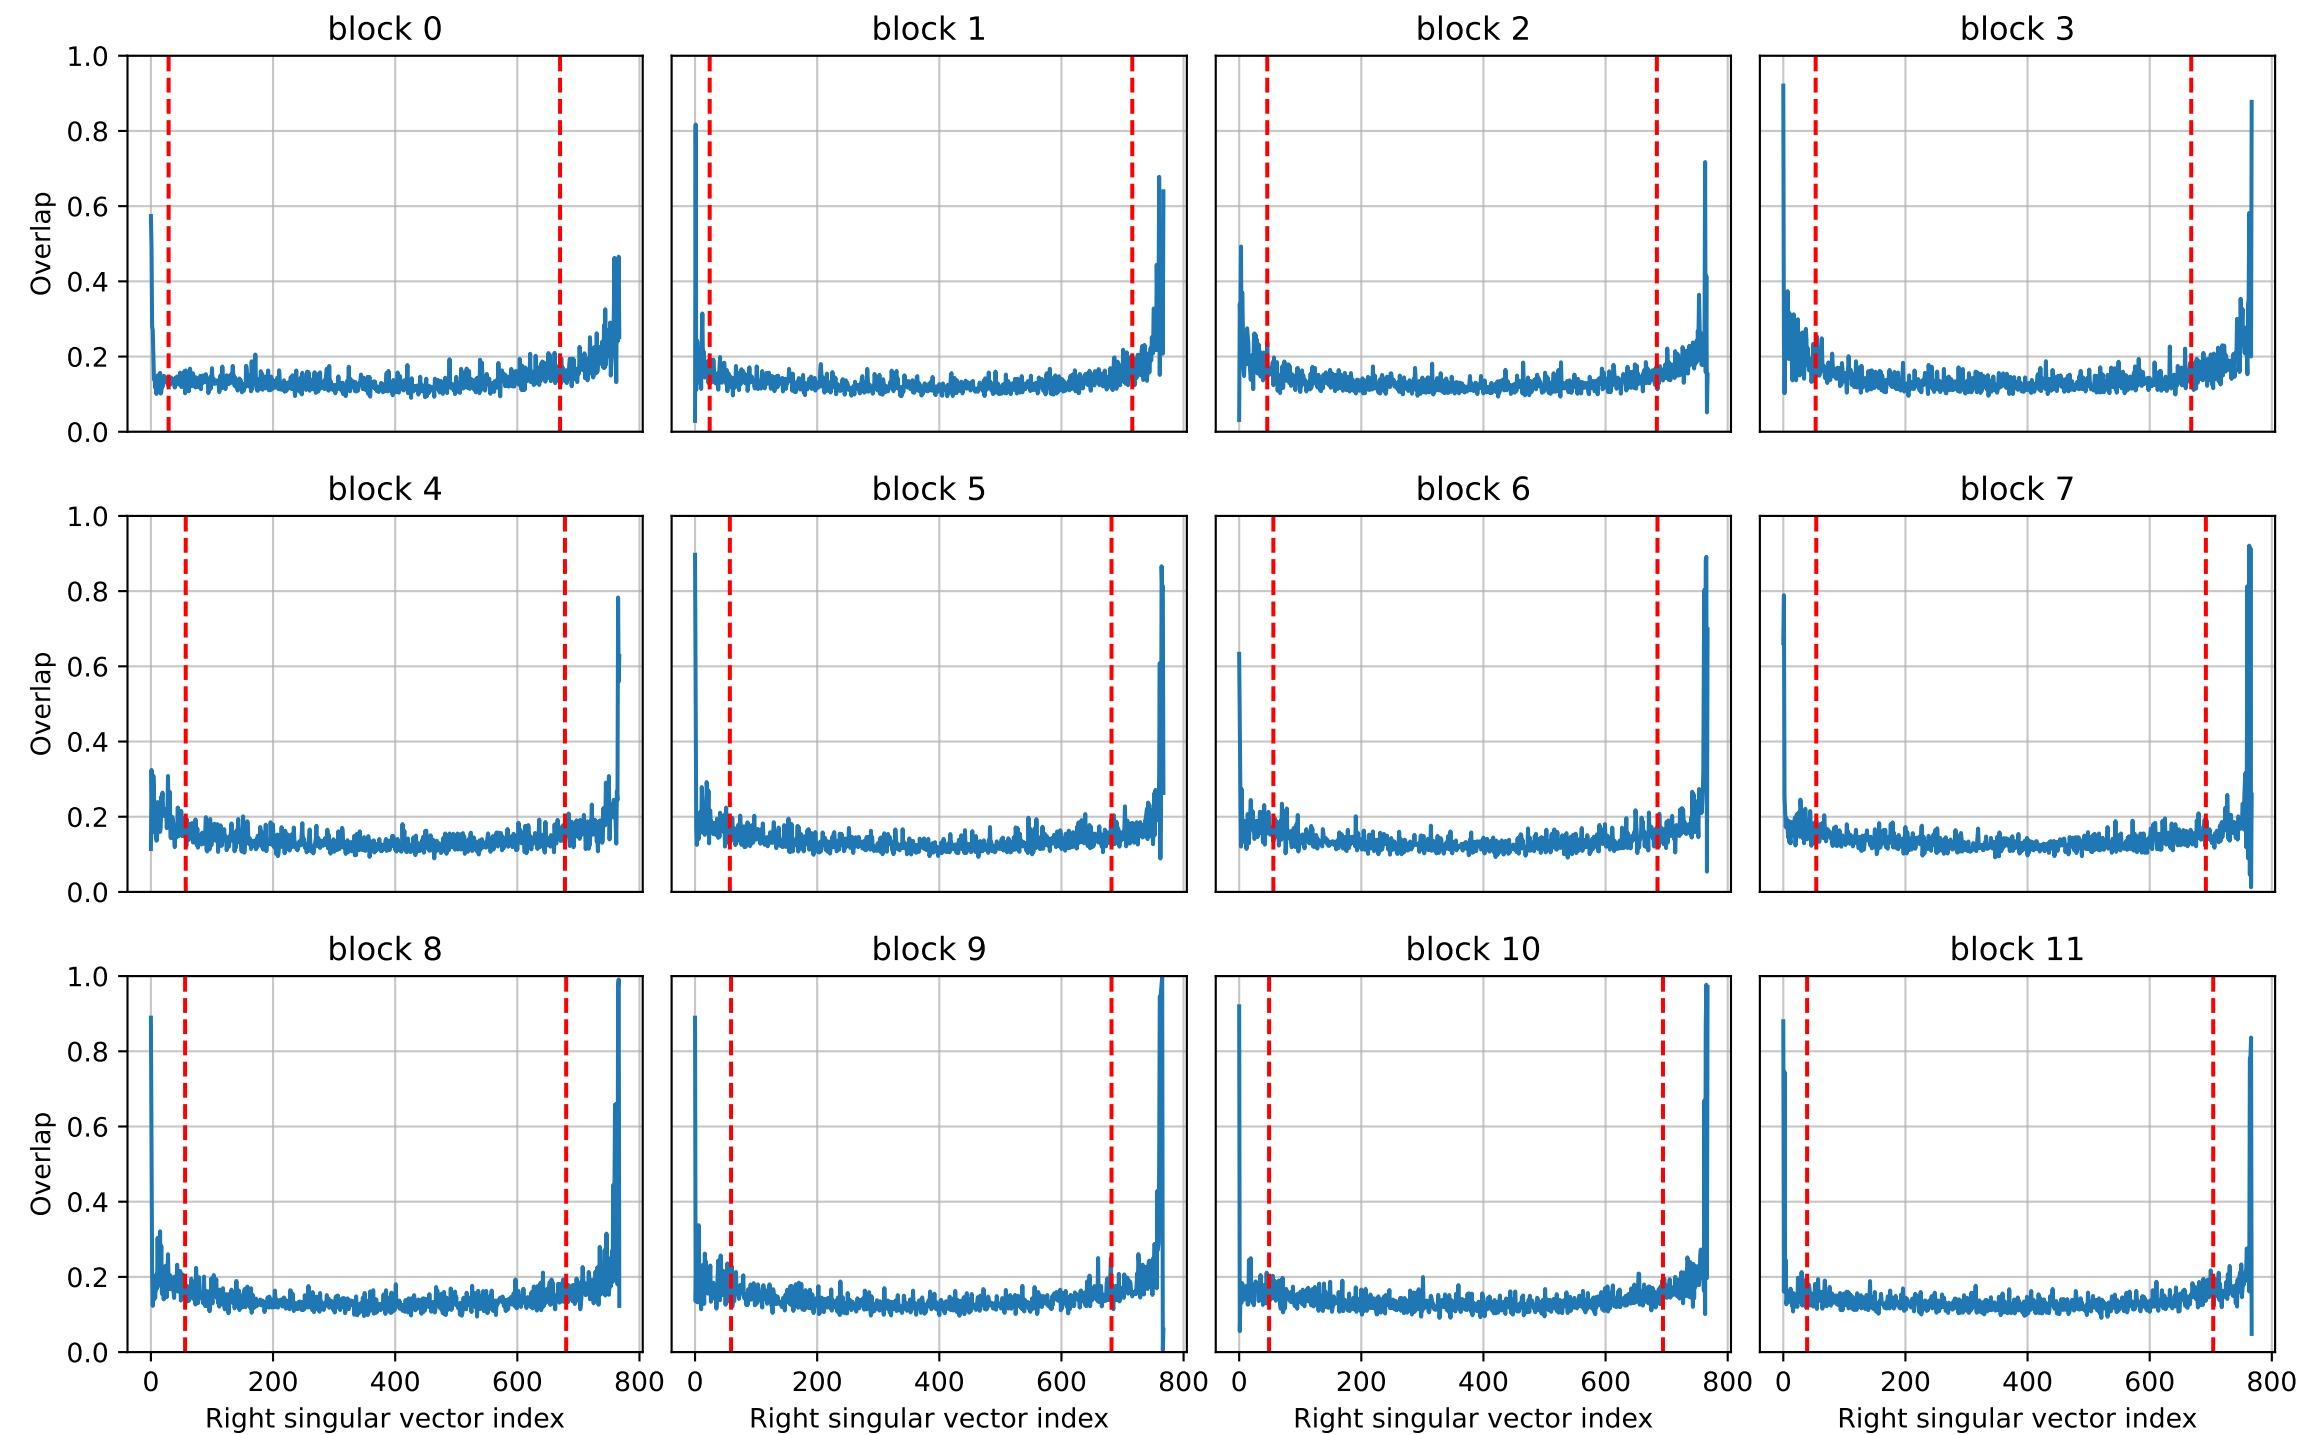 block 0
block 1
block 2
block 3
1.0
0.8
0.6
0.4
0.2
0.0
Overlap
block 4
block 5
block 6
block 7
1.0
0.8
0.6
0.4
0.2
0.0
Overlap
block 8
block 9
block 10
block 11
1.0
0.8
0.6
0.4
0.2
0.0
Overlap
0 200 400 600 800
0 200 400 600 800
0 200 400 600 800
0 200 400 600 800
Right singular vector index
Right singular vector index
Right singular vector index
Right singular vector index